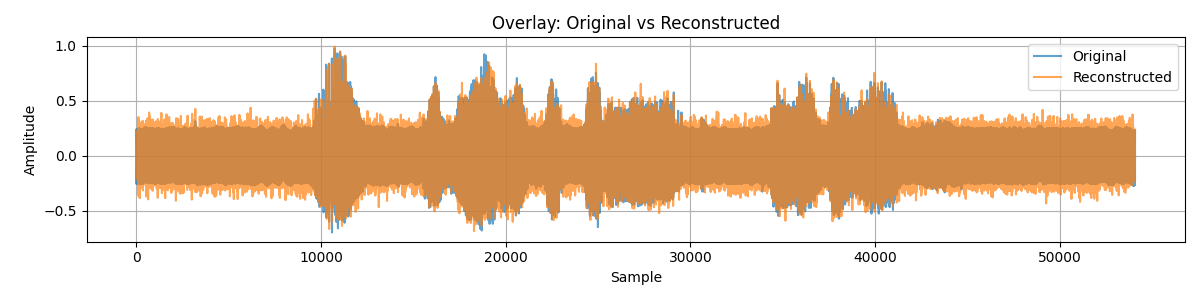 Overlay: Original vs Reconstructed
Amplitude
1.0
0.5
0.0
−0.5
Original
Reconstructed
0 10000 20000 30000 40000 50000
Sample